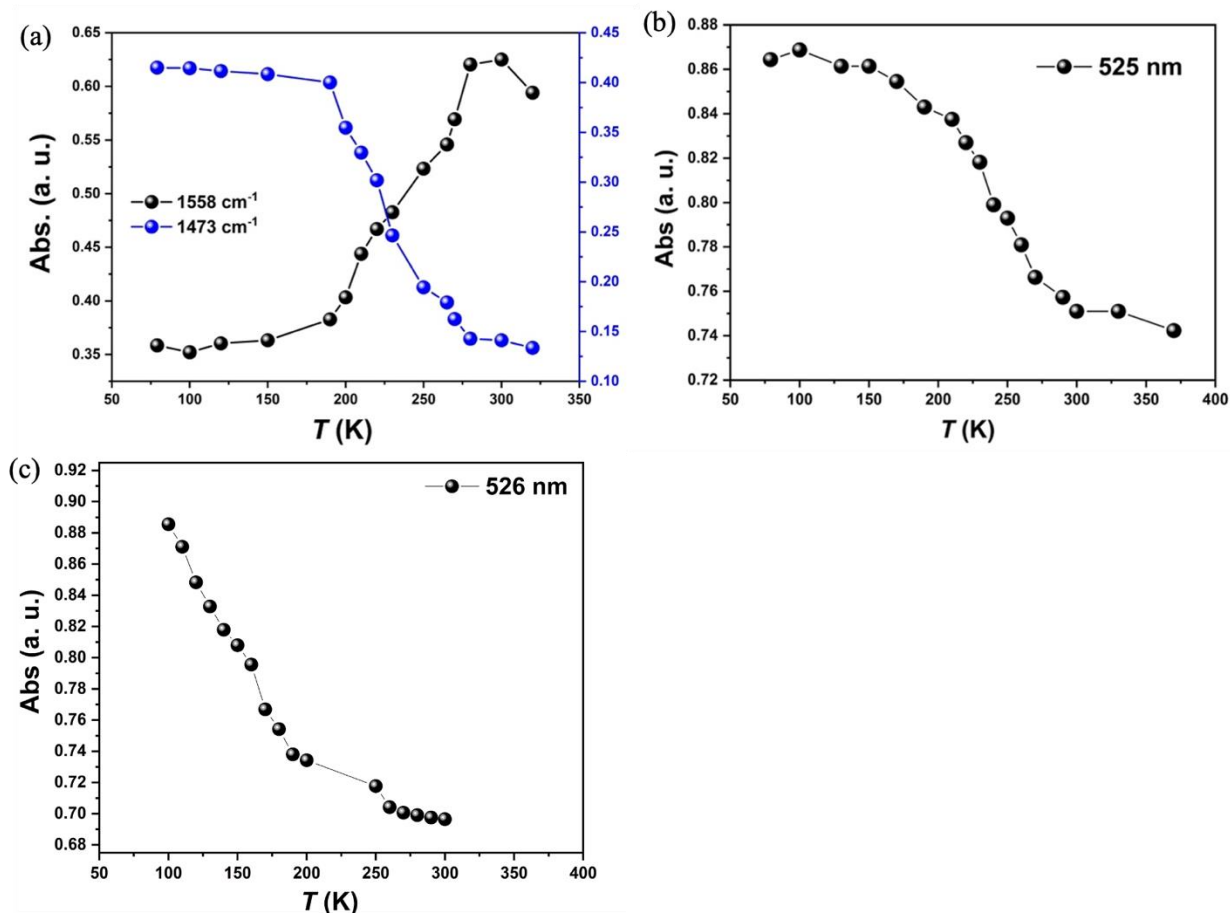 (a)
0.65
0.60
0.55
0.50
0.45
0.40
0.35
Abs. (a. u.)
1558 cm-1
1473 cm-1
0.45
0.40
0.35
0.30
0.25
0.20
0.15
0.10
50 100 150 200 250 300 350
T (K)
(b)
0.88
0.86
0.84
0.82
0.80
0.78
0.76
0.74
0.72
Abs (a. u.)
525 nm
50 100 150 200 250 300 350 400
T (K)
(c)
0.92
0.90
0.88
0.86
0.84
0.82
0.80
0.78
0.76
0.74
0.72
0.70
0.68
Abs (a. u.)
526 nm
50 100 150 200 250 300 350 400
T (K)